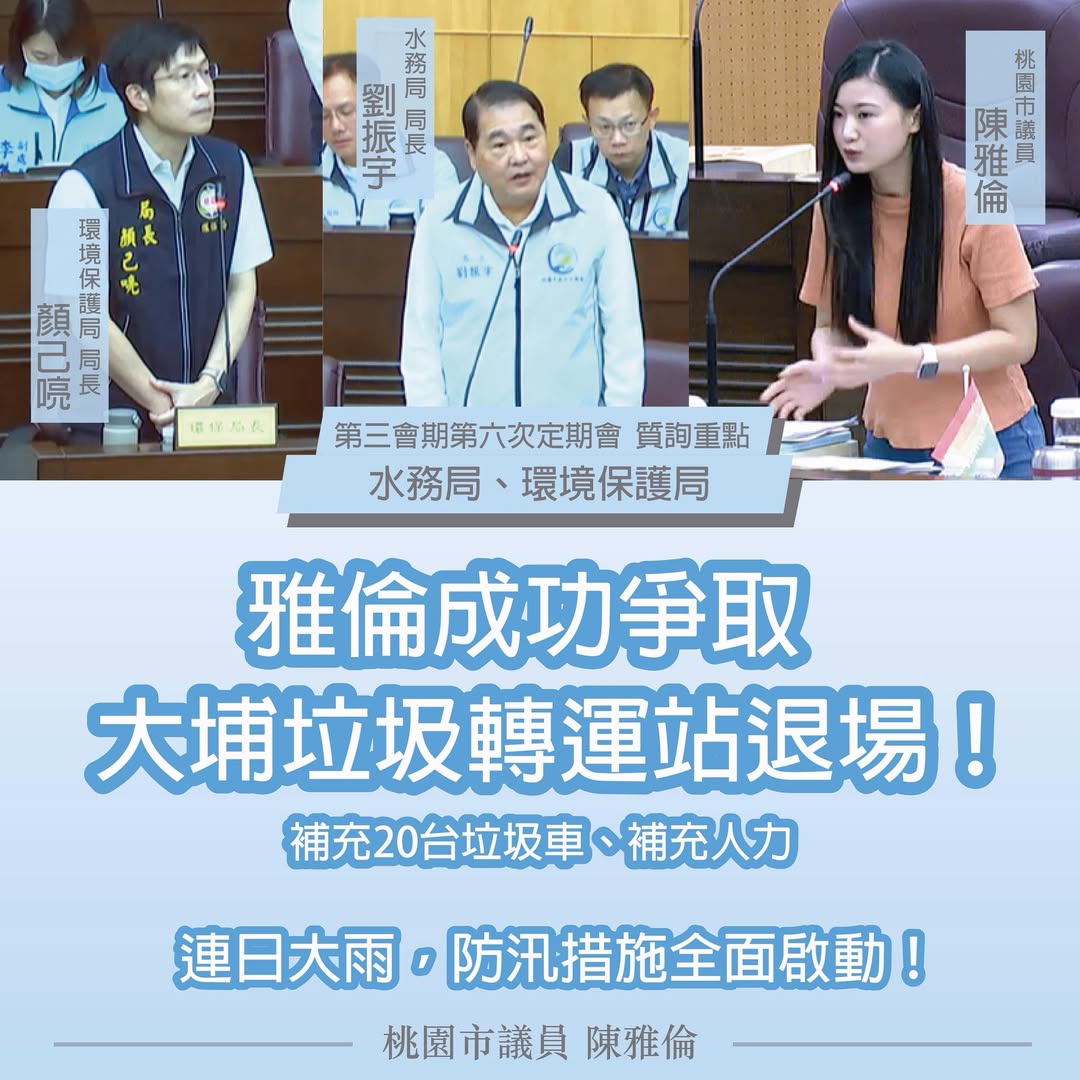 李
副處長
局長 顏己喨
環境保護局 局長
顏己喨
環保局長
水務局 局長
劉振宇
劉振宇
桃園市議員
陳雅倫
第三會期第六次定期會 質詢重點
水務局、環境保護局
雅倫成功爭取
大埔垃圾轉運站退場！
補充20台垃圾車、補充人力
連日大雨，防汛措施全面啟動！
桃園市議員 陳雅倫